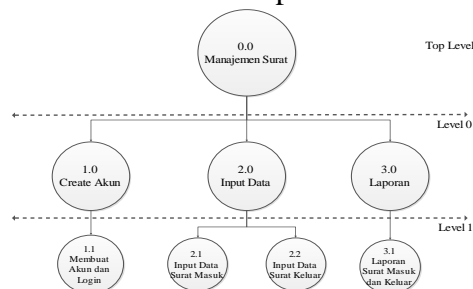 0.0
Manajemen Surat
Top Level
Level 0
1.0
Create Akun
2.0
Input Data
3.0
Laporan
Level 1
1.1
Membuat
Akun dan
Login
2.1
Input Data
Surat Masuk
2.2
Input Data
Surat Keluar
3.1
Laporan
Surat Masuk
dan Keluar